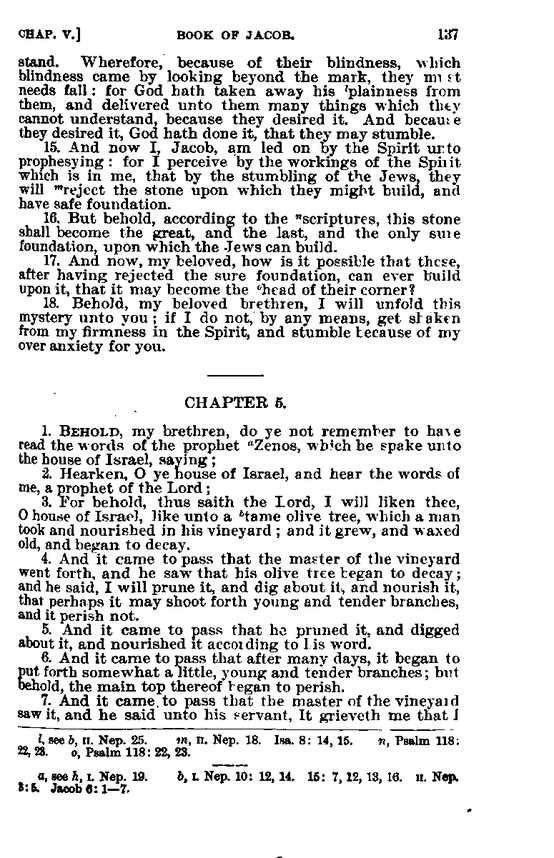 CHAP. V.] BOOK OF JACOB. 137
stand. Wherefore, because of their blindness, which
blindness came by looking beyond the mark, they must
needs fall: for God hath taken away his lplainness from
them, and delivered unto them many things which they
cannot understand, because they desired it. And because
they desired it, God hath done it, that they may stumble.
15. And now I, Jacob, am led on by the Spirit unto
prophesying: for I perceive by the workings of the Spirit
which is in me, that by the stumbling of the Jews, they
will mreject the stone upon which they might build, and
have safe foundation.
16. But behold, according to the nscriptures, this stone
shall become the great, and the last, and the only sure
foundation, upon which the Jews can build.
17. And now, my beloved, how is it possible that these,
after having rejected the sure foundation, can ever build
upon it, that it may become the ohead of their corner?
18. Behold, my beloved brethren, I will unfold this
mystery unto you; if I do not, by any means, get shaken
from my firmness in the Spirit, and stumble because of my
over anxiety for you.
CHAPTER 5.
1. BEHOLD, my brethren, do ye not remember to have
read the words of the prophet aZenos, which he spake unto
the house of Israel, saying;
2. Hearken, O ye house of Israel, and hear the words of
me, a prophet of the Lord;
3. For behold, thus saith the Lord, I will liken thee,
O house of Israel, like unto a btame olive tree, which a man
took and nourished in his vineyard; and it grew, and waxed
old, and began to decay.
4. And it came to pass that the master of the vineyard
went forth, and he saw that his olive tree began to decay;
and he said, I will prune it, and dig about it, and nourish it,
that perhaps it may shoot forth young and tender branches,
and it perish not.
5. And it came to pass that he pruned it, and digged
about it, and nourished it according to his word.
6. And it came to pass that after many days, it began to
put forth somewhat a little, young and tender branches; but
behold, the main top thereof began to perish.
7. And it came to pass that the master of the vineyard
saw it, and he said unto his servant, It grieveth me that I
l, see b, II. Nep. 25. m, II. Nep. 18. Isa. 8: 14, 15. n, Psalm 118:
22, 23. o, Psalm 118: 22, 23.
a, see h, I. Nep. 19. b, I. Nep. 10: 12, 14. 15: 7, 12, 13, 16. II. Nep.
3: 5. Jacob 6: 1—7.